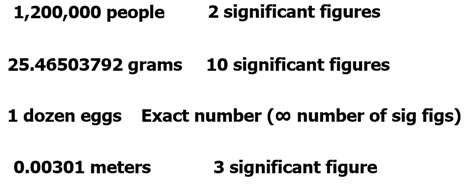 1,200,000 people 2 significant figures
25.46503792 grams 10 significant figures
1 dozen eggs Exact number (∞ number of sig figs)
0.00301 meters 3 significant figure